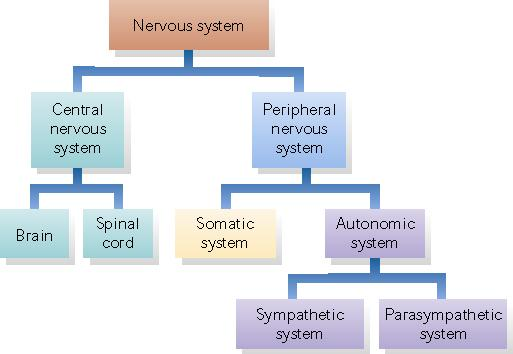 Nervous system
Central
nervous
system
Peripheral
nervous
system
Brain
Spinal
cord
Somatic
system
Autonomic
system
Sympathetic
system
Parasympathetic
system